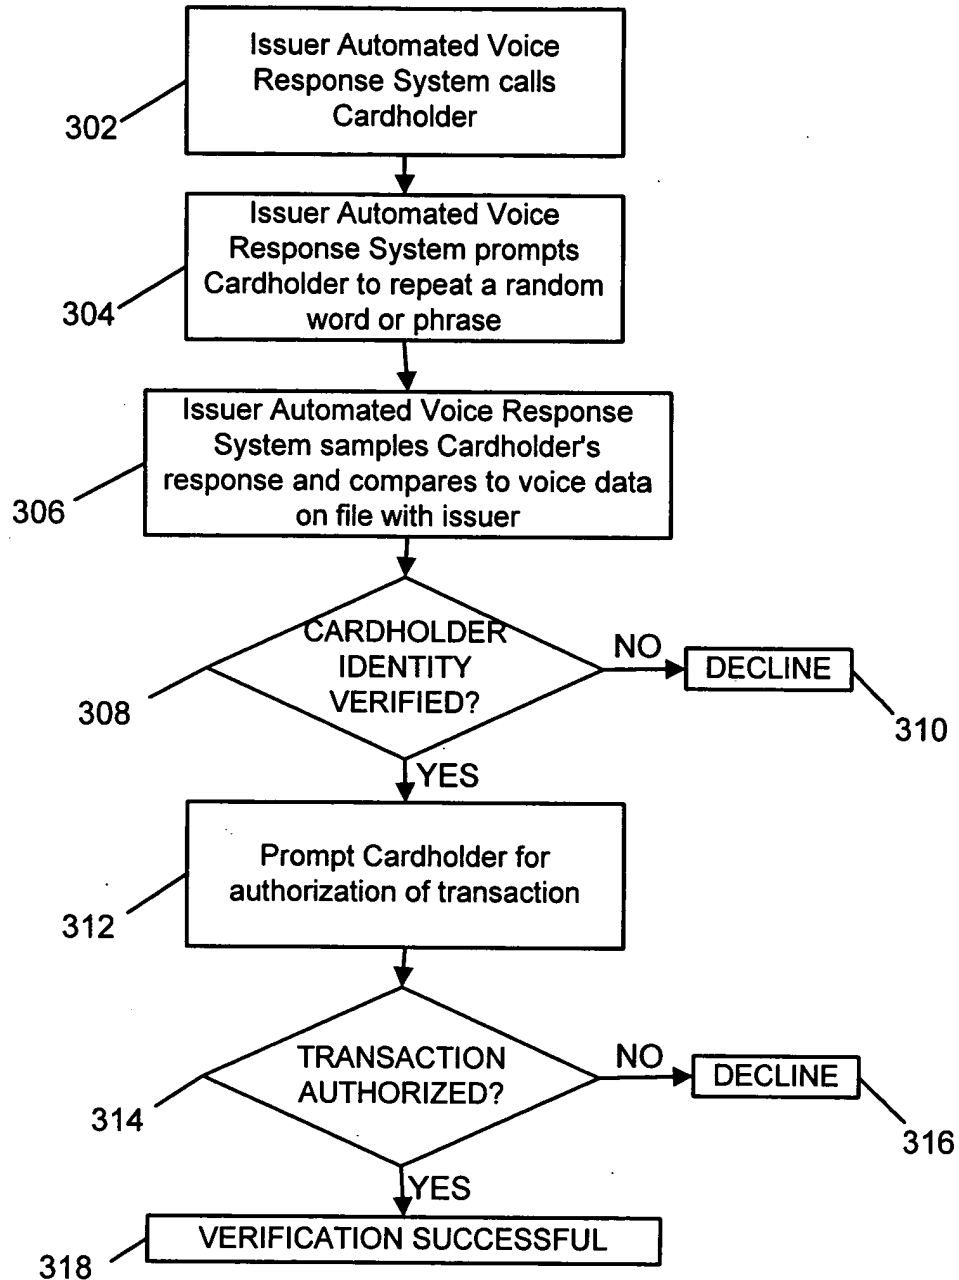 Issuer Automated Voice
Response System calls
Cardholder
302
Issuer Automated Voice
Response System prompts
Cardholder to repeat a random
word or phrase
304
Issuer Automated Voice Response
System samples Cardholder's
response and compares to voice data
on file with issuer
306
CARDHOLDER
IDENTITY
VERIFIED?
308
NO
DECLINE
310
YES
Prompt Cardholder for
authorization of transaction
312
TRANSACTION
AUTHORIZED?
314
NO
DECLINE
316
YES
VERIFICATION SUCCESSFUL
318